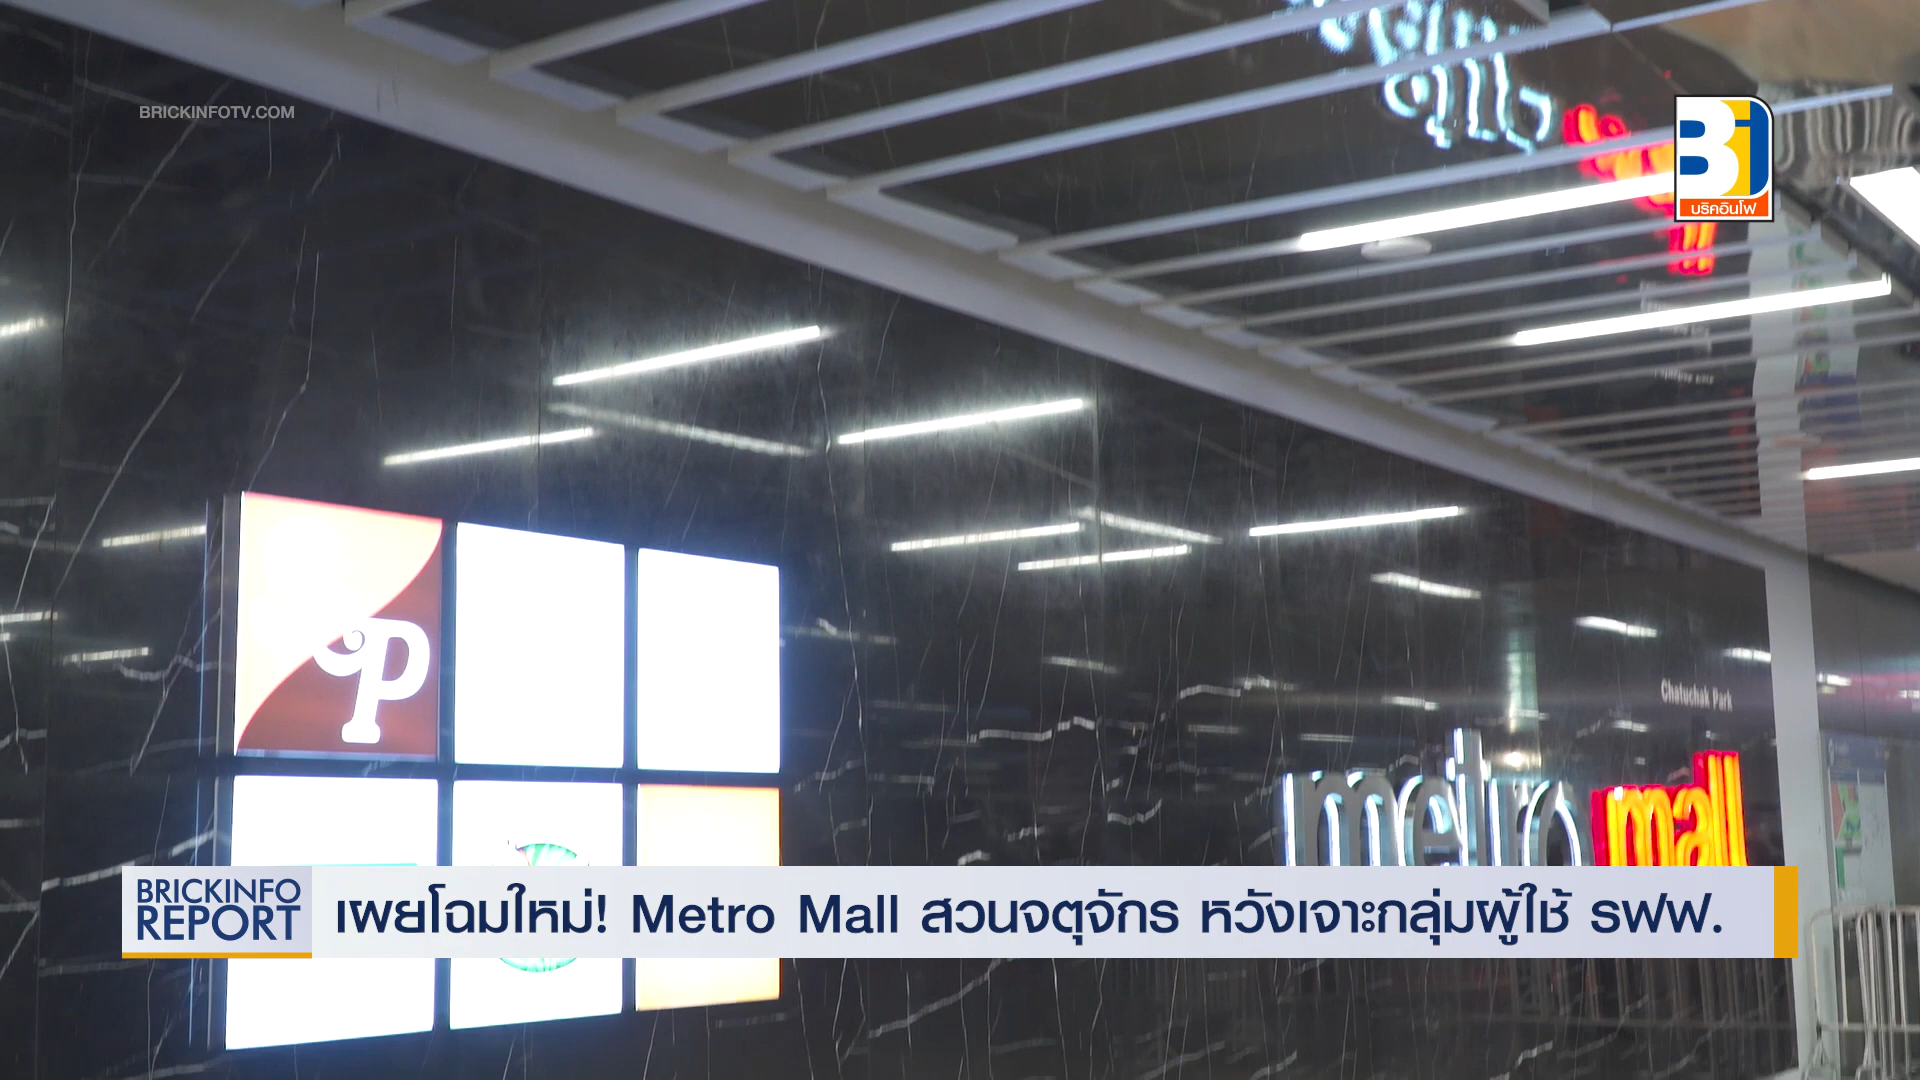 BRICKINFOTV.COM
Bi
บริคอินโฟ
P
Chatuchak Park
metro mall
BRICKINFO
REPORT
เผยโฉมใหม่! Metro Mall สวนจตุจักร หวังเจาะกลุ่มผู้ใช้ รฟฟ.